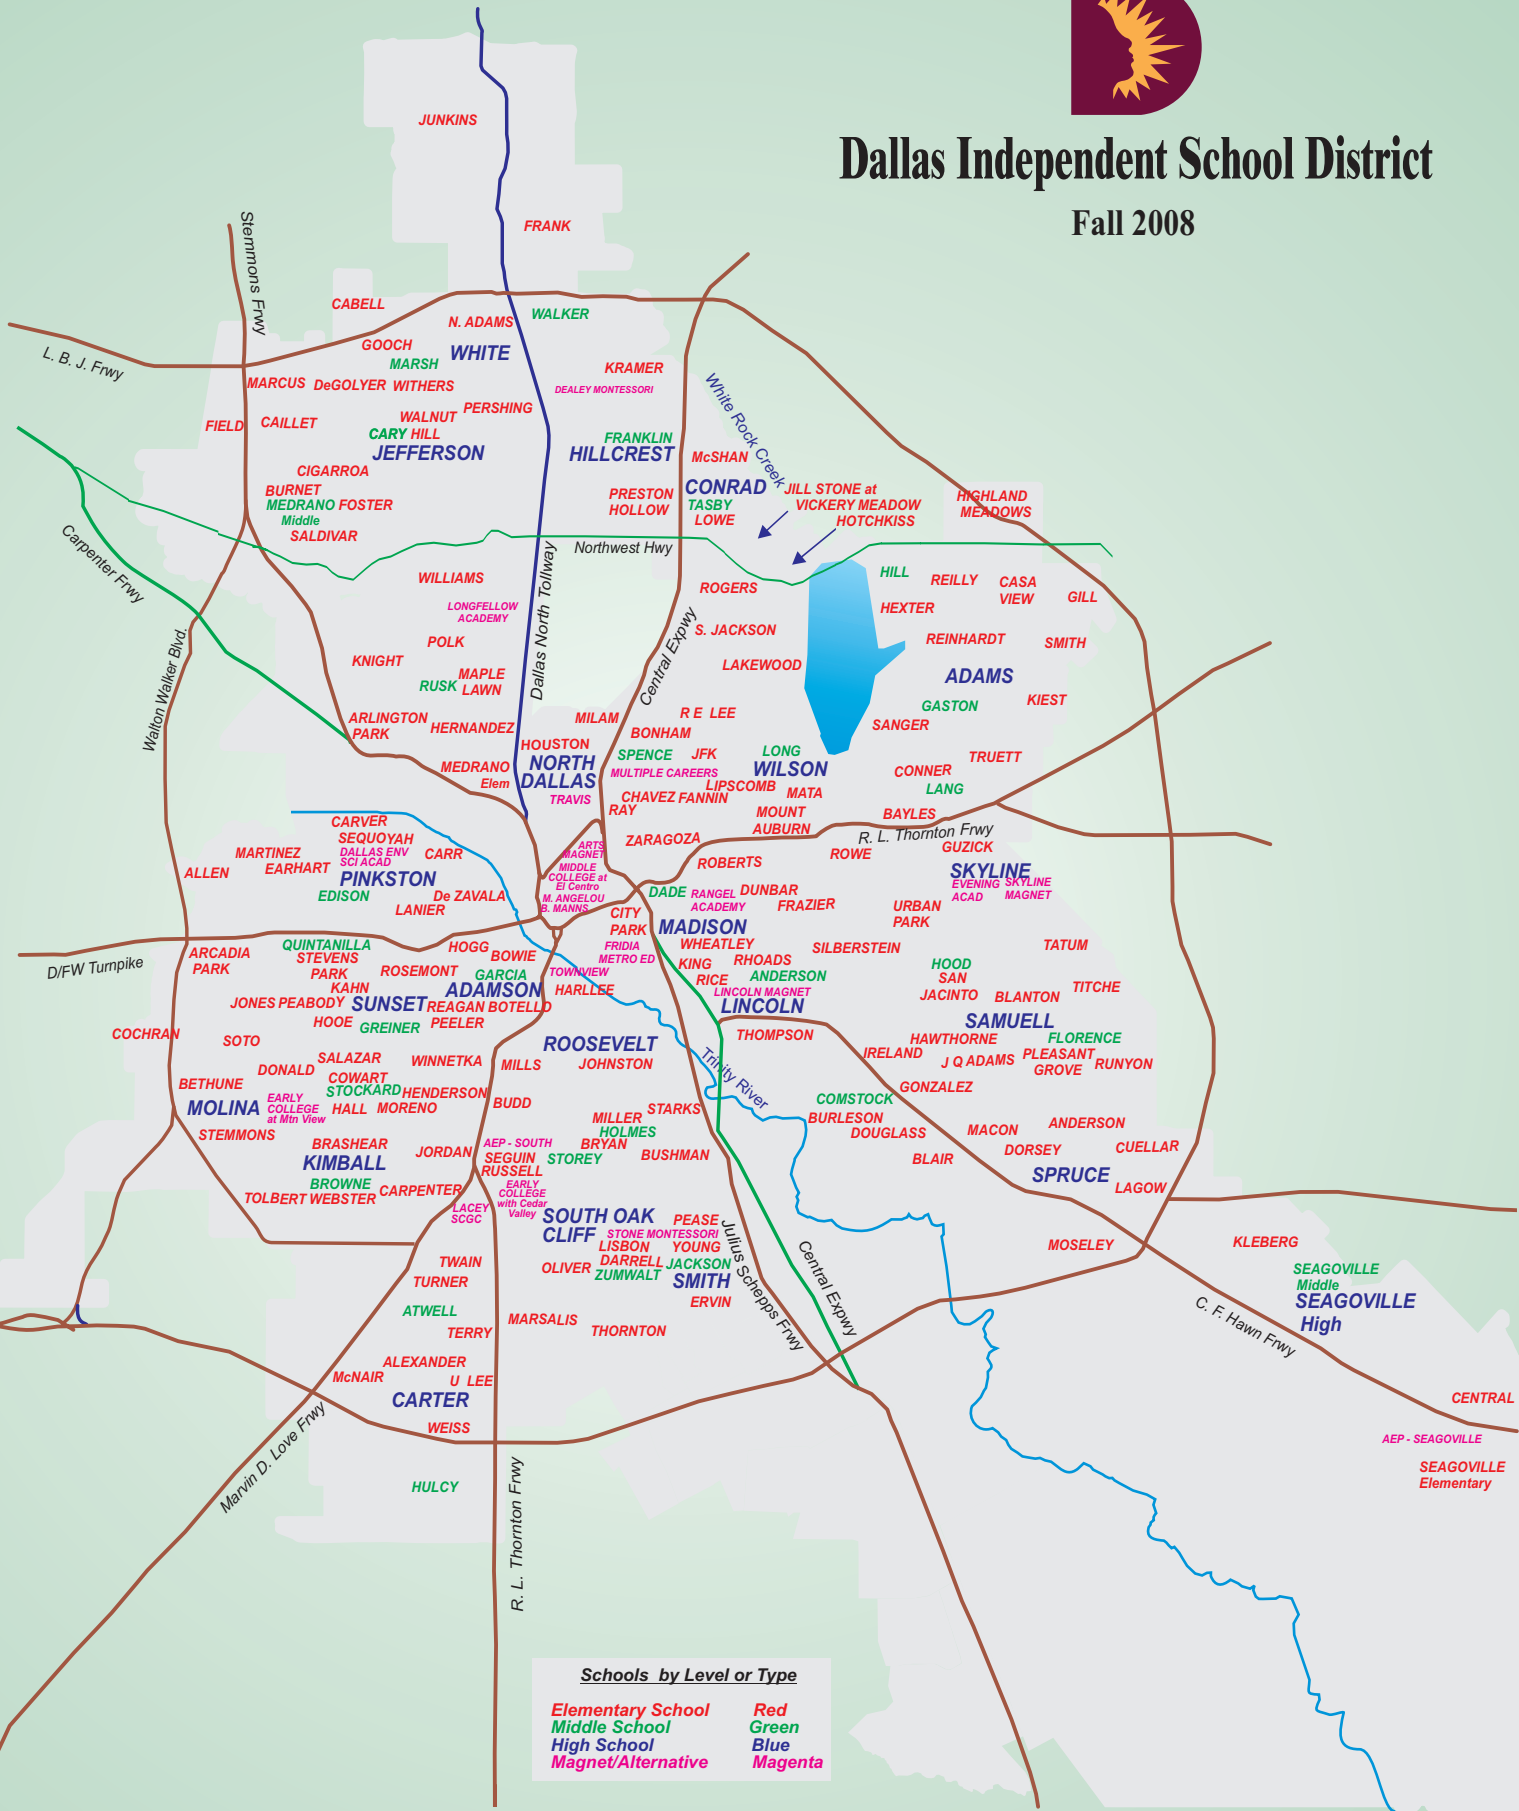 Dallas Independent School District
Fall 2008
JUNKINS
FRANK
Stemmons Frwy
CABELL
N. ADAMS
WALKER
L. B. J. Frwy
GOOCH
MARSH
WHITE
KRAMER
DEALEY MONTESSORI
MARCUS
DeGOLYER
WITHERS
PERSHING
White Rock Creek
FIELD
CAILLET
WALNUT
HILL
CARY
JEFFERSON
FRANKLIN
HILLCREST
McSHAN
CIGARROA
BURNET
MEDRANO
Middle
FOSTER
SALDIVAR
PRESTON
HOLLOW
CONRAD
TASBY
LOWE
JILL STONE at
VICKERY MEADOW
HOTCHKISS
HIGHLAND
MEADOWS
Carpenter Frwy
Northwest Hwy
Dallas North Tollway
WILLIAMS
LONGFELLOW
ACADEMY
POLK
KNIGHT
MAPLE
LAWN
RUSK
Walton Walker Blvd.
ROGERS
S. JACKSON
LAKEWOOD
Central Expwy
HILL
REILLY
CASA
VIEW
GILL
HEXTER
REINHARDT
SMITH
ADAMS
GASTON
KIEST
SANGER
ARLINGTON
PARK
HERNANDEZ
MILAM
R E LEE
BONHAM
HOUSTON
NORTH
DALLAS
TRAVIS
MEDRANO
Elem
SPENCE
JFK
LONG
WILSON
MULTIPLE CAREERS
LIPSCOMB
MATA
CHAVEZ
FANNIN
RAY
MOUNT
AUBURN
CONNER
TRUETT
LANG
BAYLES
R. L. Thornton Frwy
ZARAGOZA
CARVER
SEQUOYAH
DALLAS ENV
SCI ACAD
MARTINEZ
EARHART
ALLEN
CARR
PINKSTON
EDISON
De ZAVALA
LANIER
ARTS
MAGNET
MIDDLE
COLLEGE at
El Centro
M. ANGELOU
B. MANNS
ROBERTS
ROWE
GUZICK
SKYLINE
EVENING
ACAD
SKYLINE
MAGNET
DADE
RANGEL
ACADEMY
DUNBAR
FRAZIER
URBAN
PARK
CITY
PARK
MADISON
FRIDIA
METRO ED
WHEATLEY
SILBERSTEIN
TATUM
D/FW Turnpike
ARCADIA
PARK
QUINTANILLA
STEVENS
PARK
HOGG
BOWIE
ROSEMONT
GARCIA
TOWNVIEW
KAHN
ADAMSON
HARLLEE
KING
RHOADS
RICE
ANDERSON
LINCOLN MAGNET
LINCOLN
THOMPSON
HOOD
SAN
JACINTO
BLANTON
TITCHE
SAMUELL
JONES
PEABODY
SUNSET
REAGAN
BOTELLO
HOOE
GREINER
PEELER
COCHRAN
SOTO
ROOSEVELT
HAWTHORNE
FLORENCE
SALAZAR
WINNETKA
MILLS
JOHNSTON
IRELAND
J Q ADAMS
PLEASANT
GROVE
RUNYON
DONALD
COWART
BETHUNE
STOCKARD
HENDERSON
Trinity River
GONZALEZ
MOLINA
EARLY
COLLEGE
at Mtn View
HALL
MORENO
BUDD
STARKS
COMSTOCK
BURLESON
DOUGLASS
STEMMONS
MILLER
HOLMES
BRYAN
MACON
ANDERSON
BRASHEAR
JORDAN
AEP - SOUTH
SEGUIN
RUSSELL
STOREY
BUSHMAN
BLAIR
DORSEY
CUELLAR
KIMBALL
BROWNE
TOLBERT
WEBSTER
CARPENTER
EARLY
COLLEGE
with Cedar
Valley
LACEY
SCGC
SPRUCE
LAGOW
SOUTH OAK
CLIFF
PEASE
STONE MONTESSORI
LISBON
YOUNG
OLIVER
DARRELL
JACKSON
ZUMWALT
SMITH
ERVIN
TWAIN
TURNER
Julius Schepps Frwy
Central Expwy
MOSELEY
KLEBERG
SEAGOVILLE
Middle
SEAGOVILLE
High
C. F. Hawn Frwy
ATWELL
TERRY
MARSALIS
THORNTON
ALEXANDER
McNAIR
U LEE
CARTER
WEISS
Marvin D. Love Frwy
HULCY
R. L. Thornton Frwy
CENTRAL
AEP - SEAGOVILLE
SEAGOVILLE
Elementary
Schools by Level or Type
Elementary School Red
Middle School Green
High School Blue
Magnet/Alternative Magenta